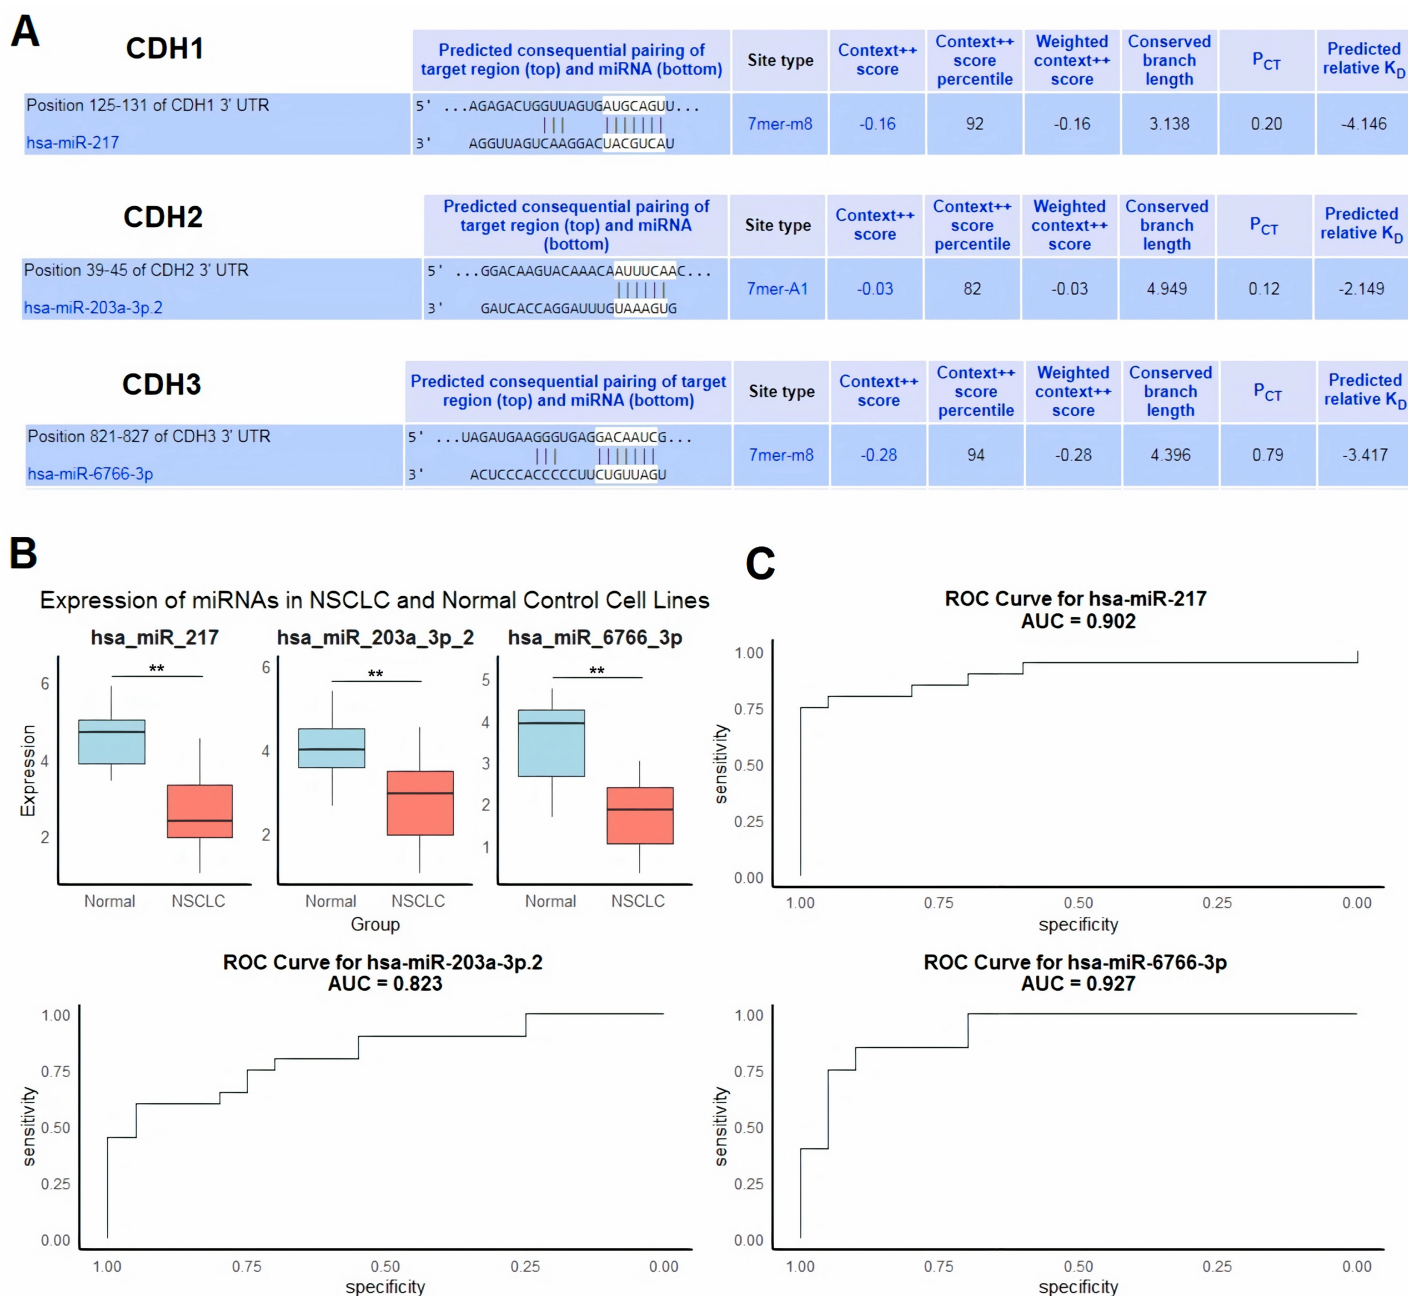 A
CDH1
Predicted consequential pairing of
target region (top) and miRNA (bottom)
Site type
Context++
score
Context++
score
percentile
Weighted
context++
score
Conserved
branch
length
PCT
Predicted
relative KD
Position 125-131 of CDH1 3' UTR
5' ...AGAGACUGGUUAGUGAUGCAGUU...
hsa-miR-217
3' AGGUUAGUCAAGGACUACGUCAU
7mer-m8
-0.16
92
-0.16
3.138
0.20
-4.146
CDH2
Predicted consequential pairing of
target region (top) and miRNA
(bottom)
Site type
Context++
score
Context++
score
percentile
Weighted
context++
score
Conserved
branch
length
PCT
Predicted
relative KD
Position 39-45 of CDH2 3' UTR
5' ...GGACAAGUACAAACAAUUUCAAC...
hsa-miR-203a-3p.2
3' GAUCACCAGGAUUUGUAAAGUG
7mer-A1
-0.03
82
-0.03
4.949
0.12
-2.149
CDH3
Predicted consequential pairing of target
region (top) and miRNA (bottom)
Site type
Context++
score
Context++
score
percentile
Weighted
context++
score
Conserved
branch
length
PCT
Predicted
relative KD
Position 821-827 of CDH3 3' UTR
5' ...UAGAUGAAGGGUGAGGACAAUCG...
hsa-miR-6766-3p
3' ACUCCCACCCCCUUCUGUUAGU
7mer-m8
-0.28
94
-0.28
4.396
0.79
-3.417
B
Expression of miRNAs in NSCLC and Normal Control Cell Lines
hsa_miR_217
hsa_miR_203a_3p_2
hsa_miR_6766_3p
**
**
**
Expression
6
4
2
6
4
2
5
4
3
2
1
Normal
NSCLC
Normal
NSCLC
Normal
NSCLC
Group
C
ROC Curve for hsa-miR-217
AUC = 0.902
sensitivity
1.00
0.75
0.50
0.25
0.00
1.00
0.75
0.50
0.25
0.00
specificity
ROC Curve for hsa-miR-203a-3p.2
AUC = 0.823
sensitivity
1.00
0.75
0.50
0.25
0.00
1.00
0.75
0.50
0.25
0.00
specificity
ROC Curve for hsa-miR-6766-3p
AUC = 0.927
sensitivity
1.00
0.75
0.50
0.25
0.00
1.00
0.75
0.50
0.25
0.00
specificity